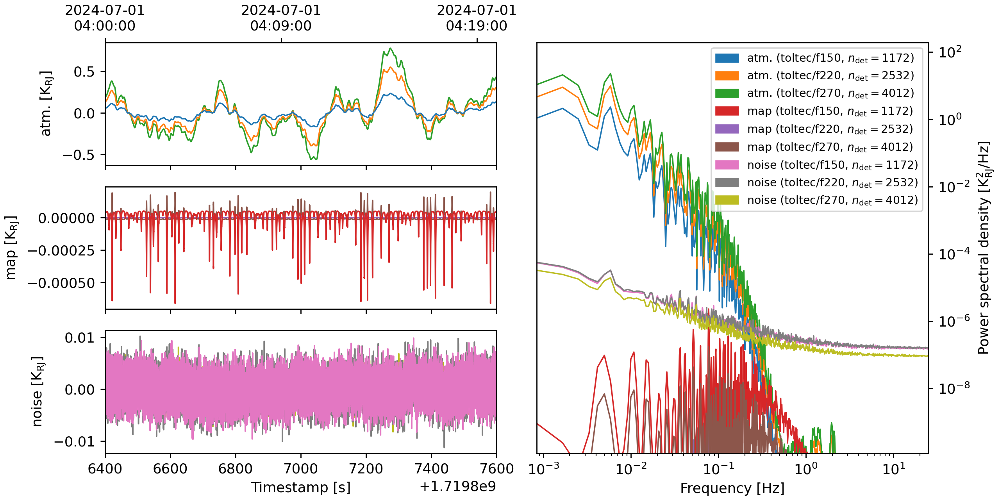 2024-07-01
04:00:00
2024-07-01
04:09:00
2024-07-01
04:19:00
atm. [K_RJ]
0.5
0.0
−0.5
map [K_RJ]
0.00000
−0.00025
−0.00050
noise [K_RJ]
0.01
0.00
−0.01
6400 6600 6800 7000 7200 7400 7600
Timestamp [s]
+1.7198e9
atm. (toltec/f150, n_det = 1172)
atm. (toltec/f220, n_det = 2532)
atm. (toltec/f270, n_det = 4012)
map (toltec/f150, n_det = 1172)
map (toltec/f220, n_det = 2532)
map (toltec/f270, n_det = 4012)
noise (toltec/f150, n_det = 1172)
noise (toltec/f220, n_det = 2532)
noise (toltec/f270, n_det = 4012)
10^2
10^0
10^−2
10^−4
10^−6
10^−8
Power spectral density [K_RJ^2/Hz]
10^−3 10^−2 10^−1 10^0 10^1
Frequency [Hz]